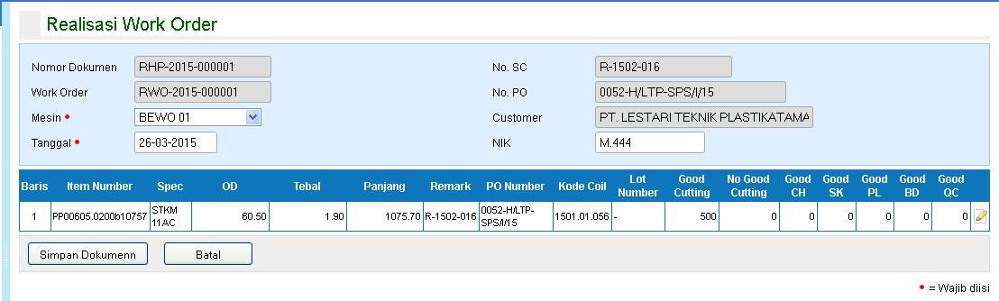 Realisasi Work Order
Nomor Dokumen RHP-2015-000001 No. SC R-1502-016
Work Order RWO-2015-000001 No. PO 0052-H/LTP-SPS/I/15
Mesin • BEWO 01 Customer PT. LESTARI TEKNIK PLASTIKATAMA
Tanggal • 26-03-2015 NIK M.444
Baris Item Number Spec OD Tebal Panjang Remark PO Number Kode Coil Lot Number Good Cutting No Good Cutting Good CH Good SK Good PL Good BD Good QC
1 PP00605.0200b10757 STKM 11AC 60.50 1.90 1075.70 R-1502-016 0052-H/LTP-SPS/I/15 1501.01.056 - 500 0 0 0 0 0 0
Simpan Dokumenn Batal
• = Wajib diisi